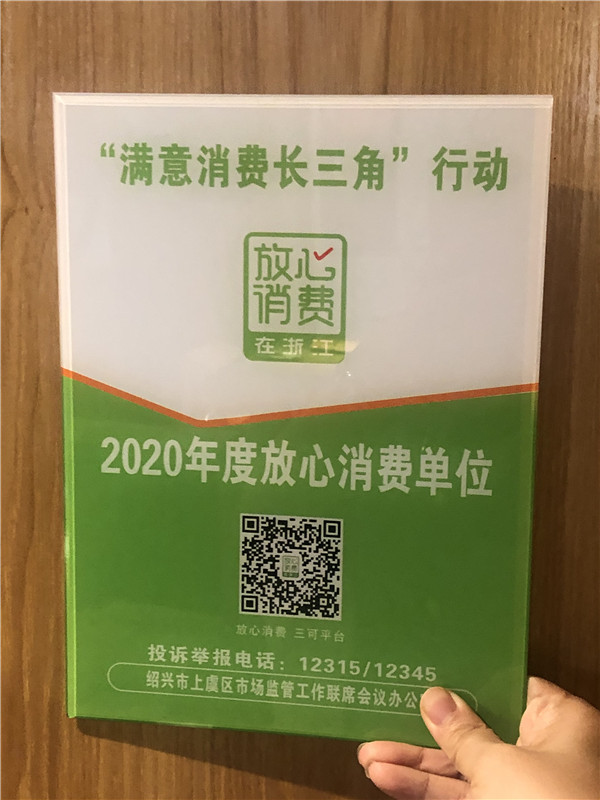 “满意消费长三角”行动
放心
消费
在浙江
2020年度放心消费单位
放心消费 三可平台
投诉举报电话：12315/12345
绍兴市上虞区市场监管工作联席会议办公